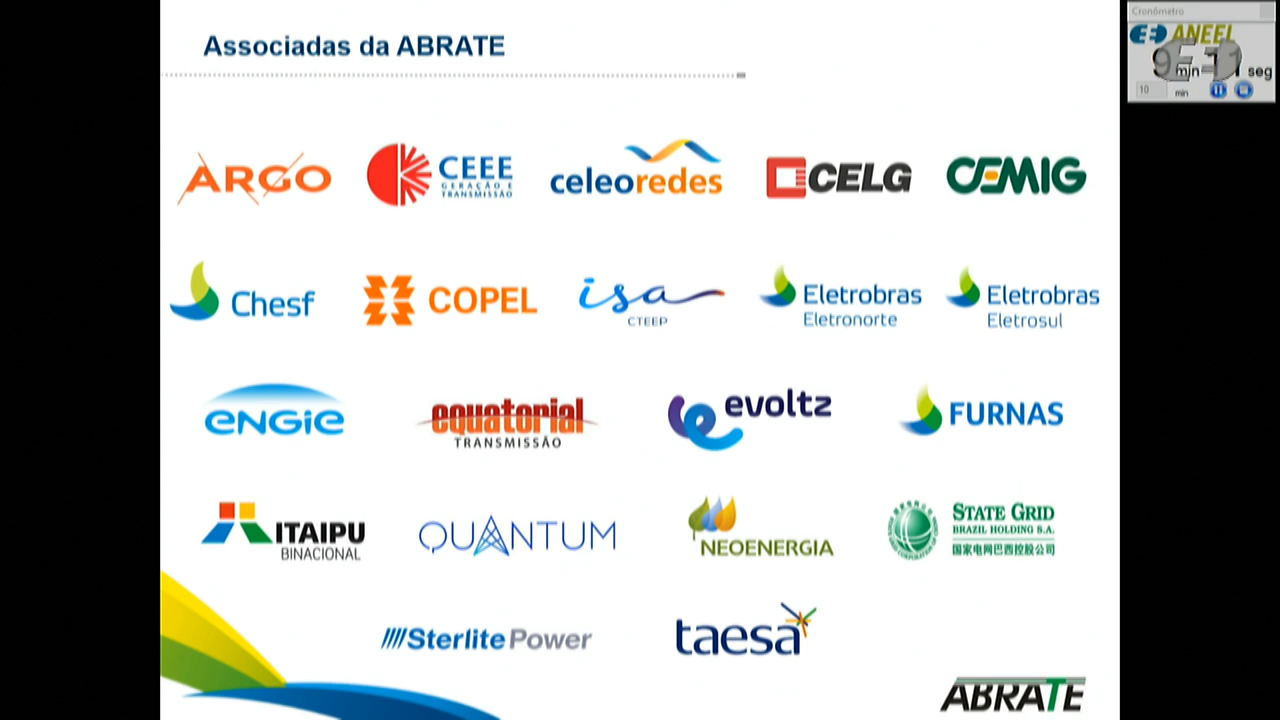 Associadas da ABRATE
Cronômetro
ANEEL
min seg
10 min
ARGO
CEEE
GERAÇÃO E
TRANSMISSÃO
celeoredes
CELG
CEMIG
Chesf
COPEL
isa
CTEEP
Eletrobras
Eletronorte
Eletrobras
Eletrosul
ENGIE
equatorial
TRANSMISSÃO
evoltz
FURNAS
ITAIPU
BINACIONAL
QUANTUM
NEOENERGIA
STATE GRID
BRAZIL HOLDING S.A.
国家电网巴西控股公司
Sterlite Power
taesa
ABRATE